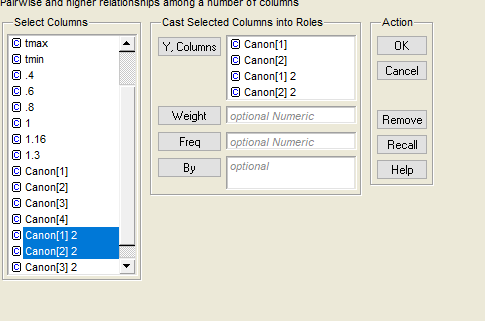 Pairwise and higher relationships among a number of columns
Select Columns
tmax
tmin
.4
.6
.8
1
1.16
1.3
Canon[1]
Canon[2]
Canon[3]
Canon[4]
Canon[1] 2
Canon[2] 2
Canon[3] 2
Cast Selected Columns into Roles
Y, Columns
Canon[1]
Canon[2]
Canon[1] 2
Canon[2] 2
Weight
optional Numeric
Freq
optional Numeric
By
optional
Action
OK
Cancel
Remove
Recall
Help